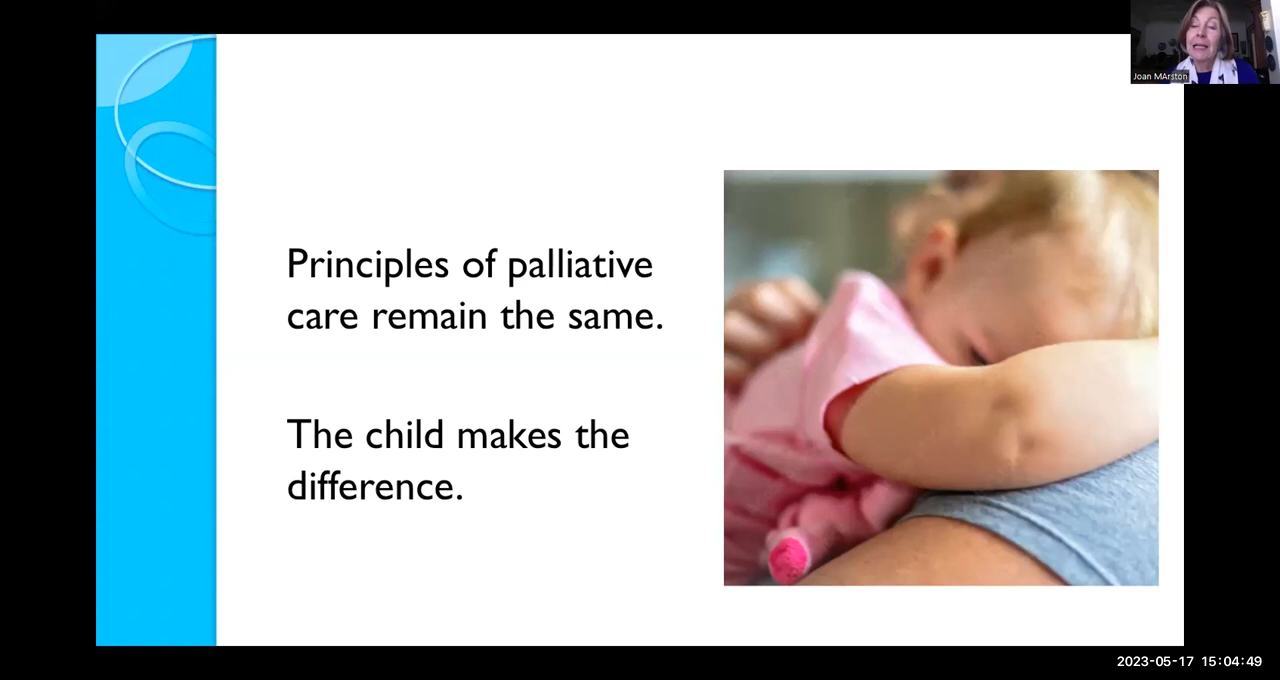 Joan MArston
Principles of palliative
care remain the same.
The child makes the
difference.
2023-05-17 15:04:49